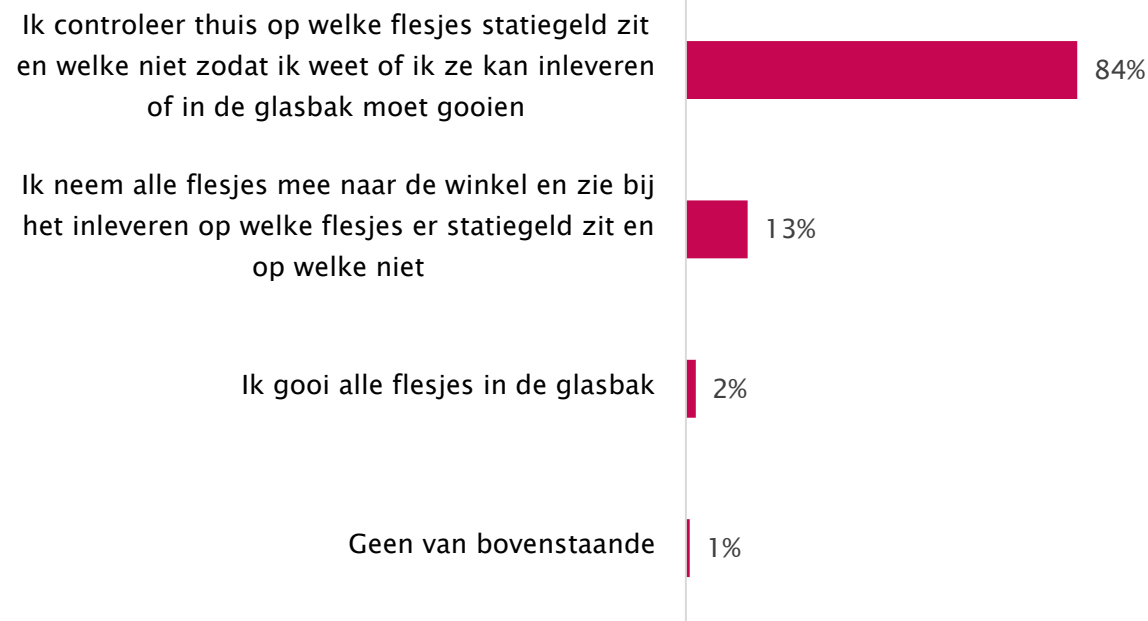 Ik controleer thuis op welke flesjes statiegeld zit
en welke niet zodat ik weet of ik ze kan inleveren
of in de glasbak moet gooien
84%
Ik neem alle flesjes mee naar de winkel en zie bij
het inleveren op welke flesjes er statiegeld zit en
op welke niet
13%
Ik gooi alle flesjes in de glasbak
2%
Geen van bovenstaande
1%